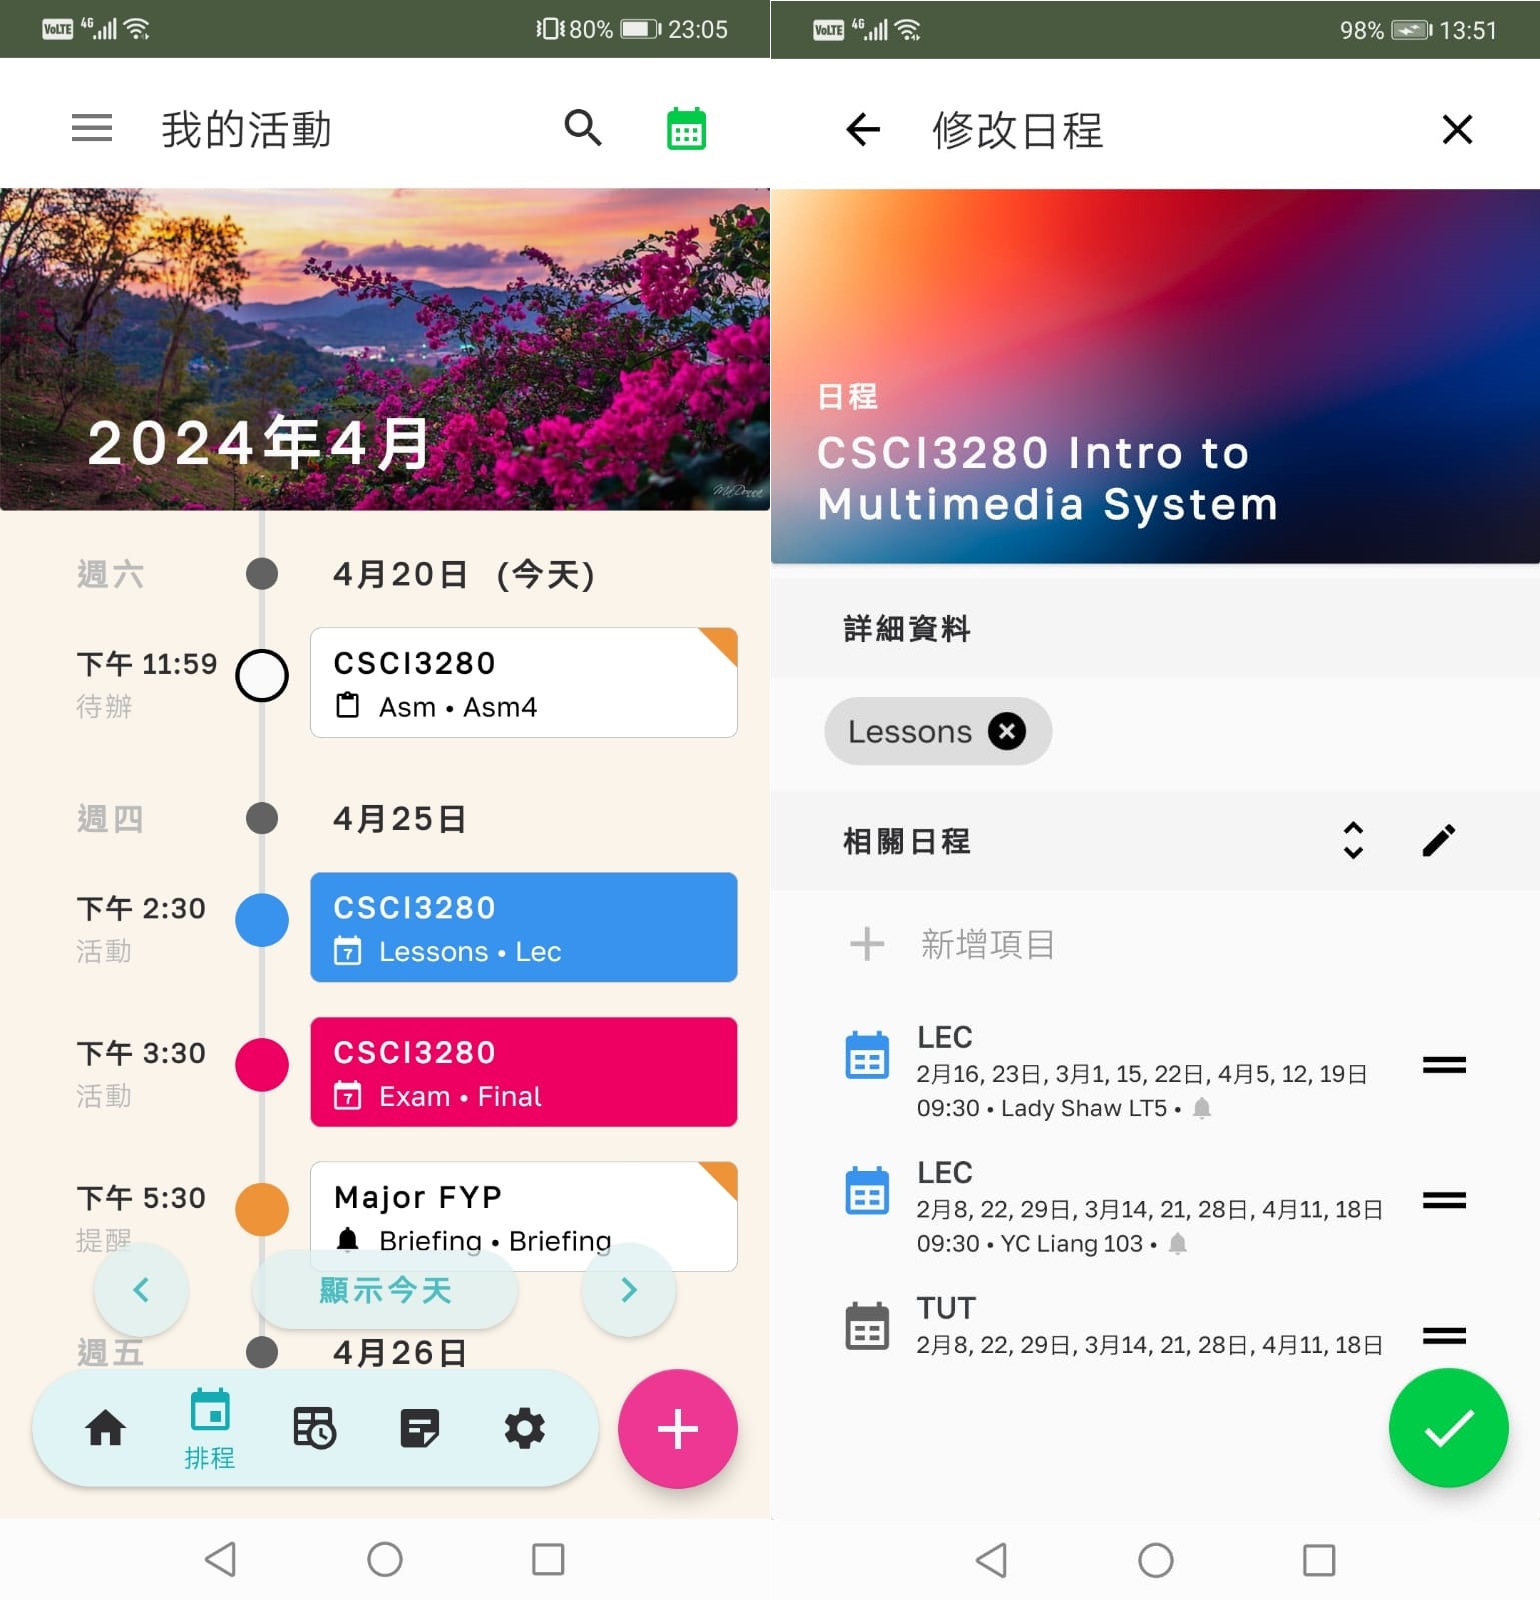 VoLTE 4G 80% 23:05
我的活動
2024年4月
週六 4月20日 (今天)
下午 11:59 CSCI3280
待辦 Asm • Asm4
週四 4月25日
下午 2:30 CSCI3280
活動 7 Lessons • Lec
下午 3:30 CSCI3280
活動 7 Exam • Final
下午 5:30 Major FYP
提醒 Briefing • Briefing
顯示今天
週五 4月26日
排程
VoLTE 4G 98% 13:51
修改日程
日程
CSCI3280 Intro to
Multimedia System
詳細資料
Lessons
相關日程
新增項目
LEC
2月16, 23日, 3月1, 15, 22日, 4月5, 12, 19日
09:30 • Lady Shaw LT5 •
LEC
2月8, 22, 29日, 3月14, 21, 28日, 4月11, 18日
09:30 • YC Liang 103 •
TUT
2月8, 22, 29日, 3月14, 21, 28日, 4月11, 18日